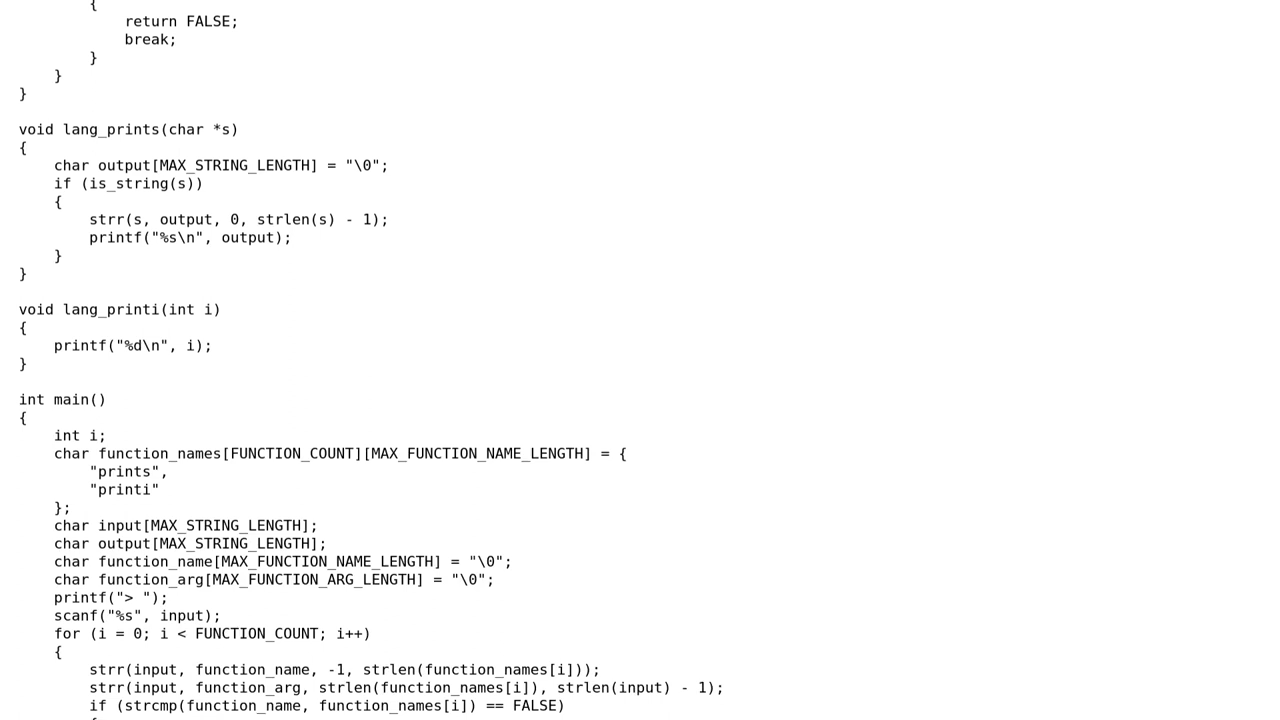 {
            return FALSE;
            break;
        }
    }
}

void lang_prints(char *s)
{
    char output[MAX_STRING_LENGTH] = "\0";
    if (is_string(s))
    {
        strr(s, output, 0, strlen(s) - 1);
        printf("%s\n", output);
    }
}

void lang_printi(int i)
{
    printf("%d\n", i);
}

int main()
{
    int i;
    char function_names[FUNCTION_COUNT][MAX_FUNCTION_NAME_LENGTH] = {
        "prints",
        "printi"
    };
    char input[MAX_STRING_LENGTH];
    char output[MAX_STRING_LENGTH];
    char function_name[MAX_FUNCTION_NAME_LENGTH] = "\0";
    char function_arg[MAX_FUNCTION_ARG_LENGTH] = "\0";
    printf("> ");
    scanf("%s", input);
    for (i = 0; i < FUNCTION_COUNT; i++)
    {
        strr(input, function_name, -1, strlen(function_names[i]));
        strr(input, function_arg, strlen(function_names[i]), strlen(input) - 1);
        if (strcmp(function_name, function_names[i]) == FALSE)
        {